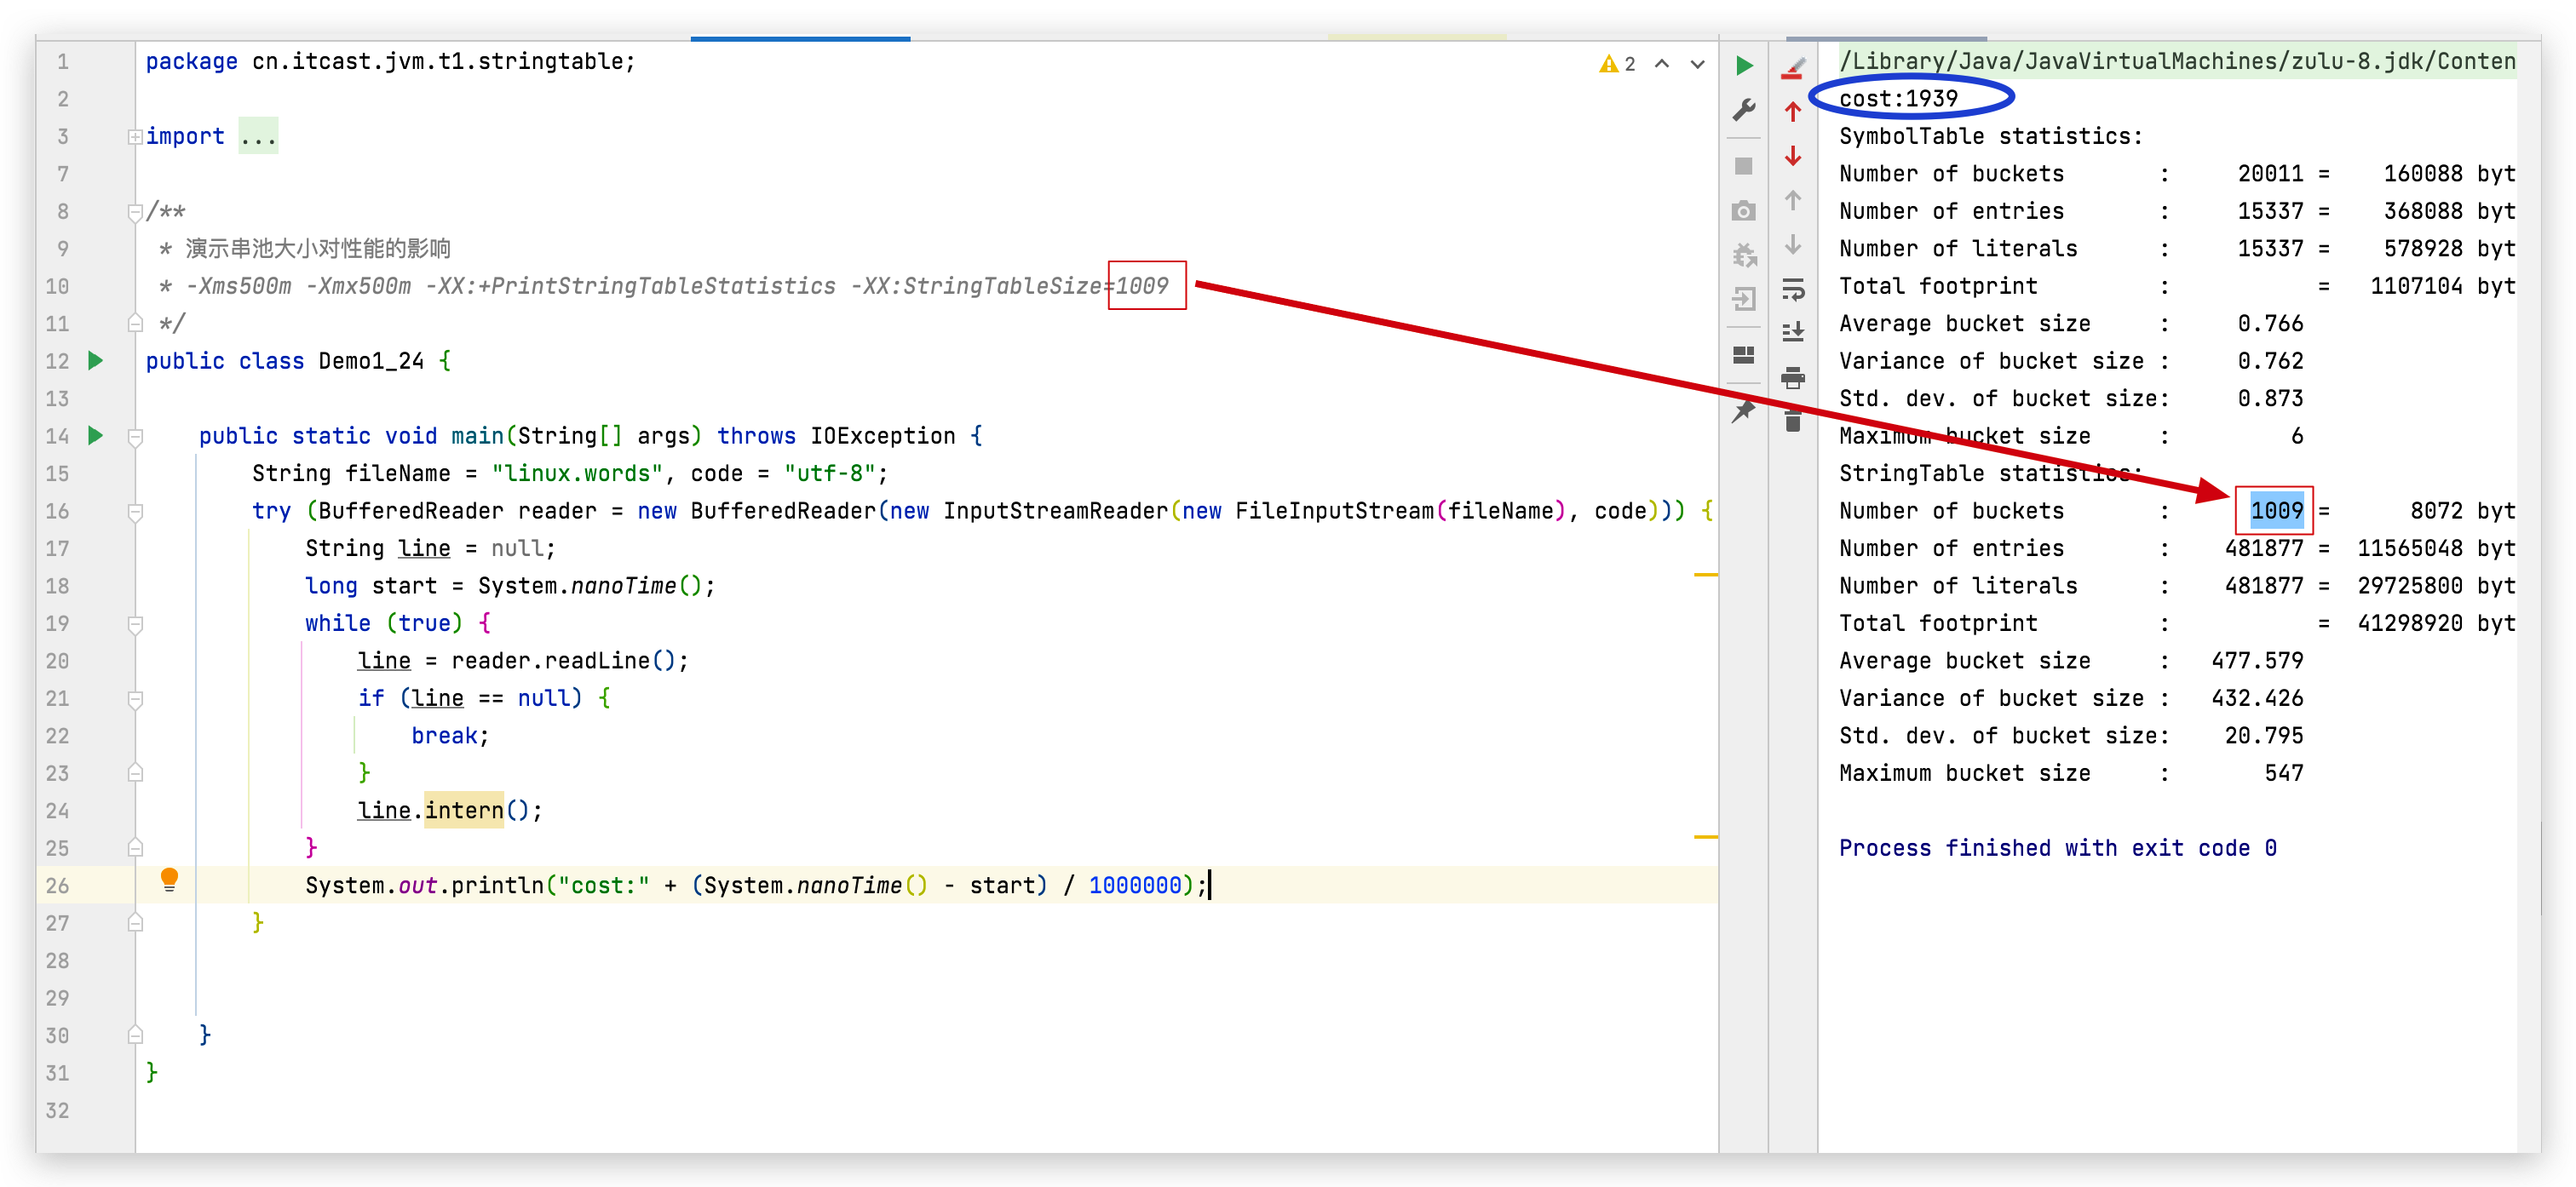 1 package cn.itcast.jvm.t1.stringtable;
2
3 import ...
7
8 /**
9 * 演示串池大小对性能的影响
10 * -Xms500m -Xmx500m -XX:+PrintStringTableStatistics -XX:StringTableSize=1009
11 */
12 public class Demo1_24 {
13
14 public static void main(String[] args) throws IOException {
15 String fileName = "linux.words", code = "utf-8";
16 try (BufferedReader reader = new BufferedReader(new InputStreamReader(new FileInputStream(fileName), code))) {
17 String line = null;
18 long start = System.nanoTime();
19 while (true) {
20 line = reader.readLine();
21 if (line == null) {
22 break;
23 }
24 line.intern();
25 }
26 System.out.println("cost:" + (System.nanoTime() - start) / 1000000);
27 }
28
29
30 }
31 }
32
2
/Library/Java/JavaVirtualMachines/zulu-8.jdk/Conten
cost:1939
SymbolTable statistics:
Number of buckets : 20011 = 160088 byt
Number of entries : 15337 = 368088 byt
Number of literals : 15337 = 578928 byt
Total footprint : = 1107104 byt
Average bucket size : 0.766
Variance of bucket size : 0.762
Std. dev. of bucket size: 0.873
Maximum bucket size : 6
StringTable statistics:
Number of buckets : 1009 = 8072 byt
Number of entries : 481877 = 11565048 byt
Number of literals : 481877 = 29725800 byt
Total footprint : = 41298920 byt
Average bucket size : 477.579
Variance of bucket size : 432.426
Std. dev. of bucket size: 20.795
Maximum bucket size : 547
Process finished with exit code 0